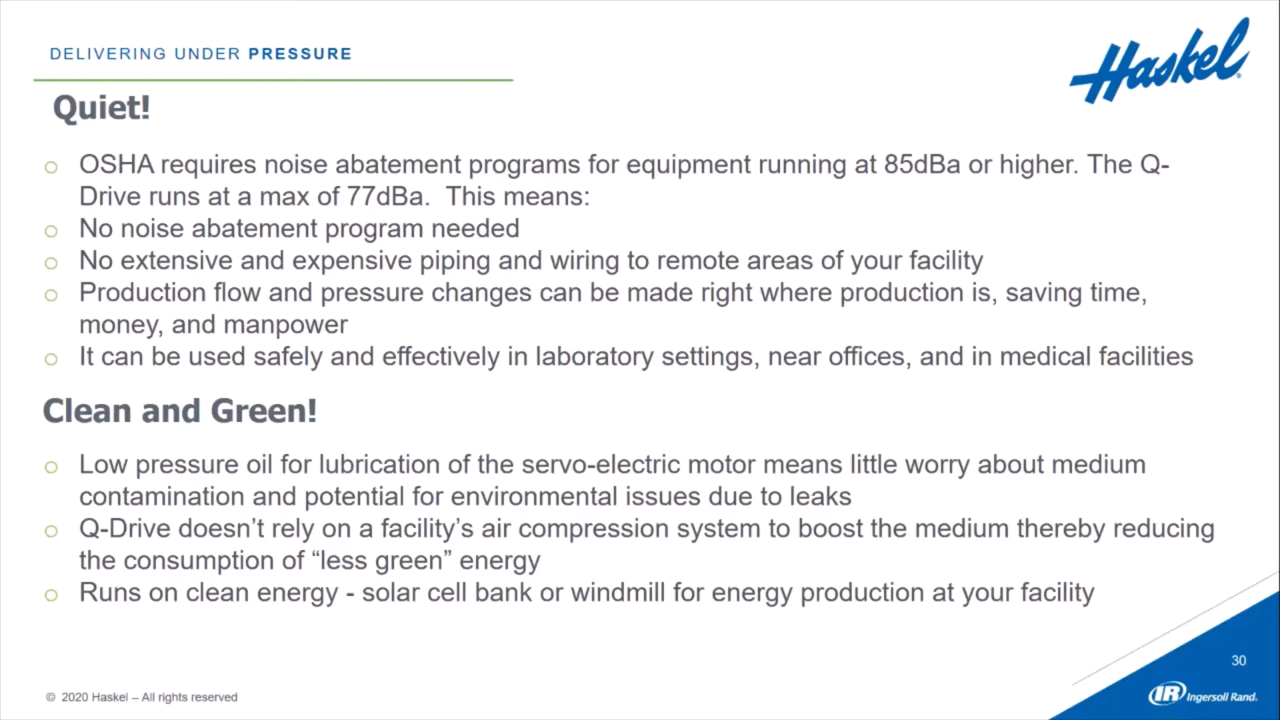 DELIVERING UNDER PRESSURE
Haskel
Quiet!
○ OSHA requires noise abatement programs for equipment running at 85dBa or higher. The Q-
Drive runs at a max of 77dBa.  This means:
○ No noise abatement program needed
○ No extensive and expensive piping and wiring to remote areas of your facility
○ Production flow and pressure changes can be made right where production is, saving time,
money, and manpower
○ It can be used safely and effectively in laboratory settings, near offices, and in medical facilities
Clean and Green!
○ Low pressure oil for lubrication of the servo-electric motor means little worry about medium
contamination and potential for environmental issues due to leaks
○ Q-Drive doesn’t rely on a facility’s air compression system to boost the medium thereby reducing
the consumption of “less green” energy
○ Runs on clean energy - solar cell bank or windmill for energy production at your facility
30
© 2020 Haskel – All rights reserved
IR Ingersoll Rand.